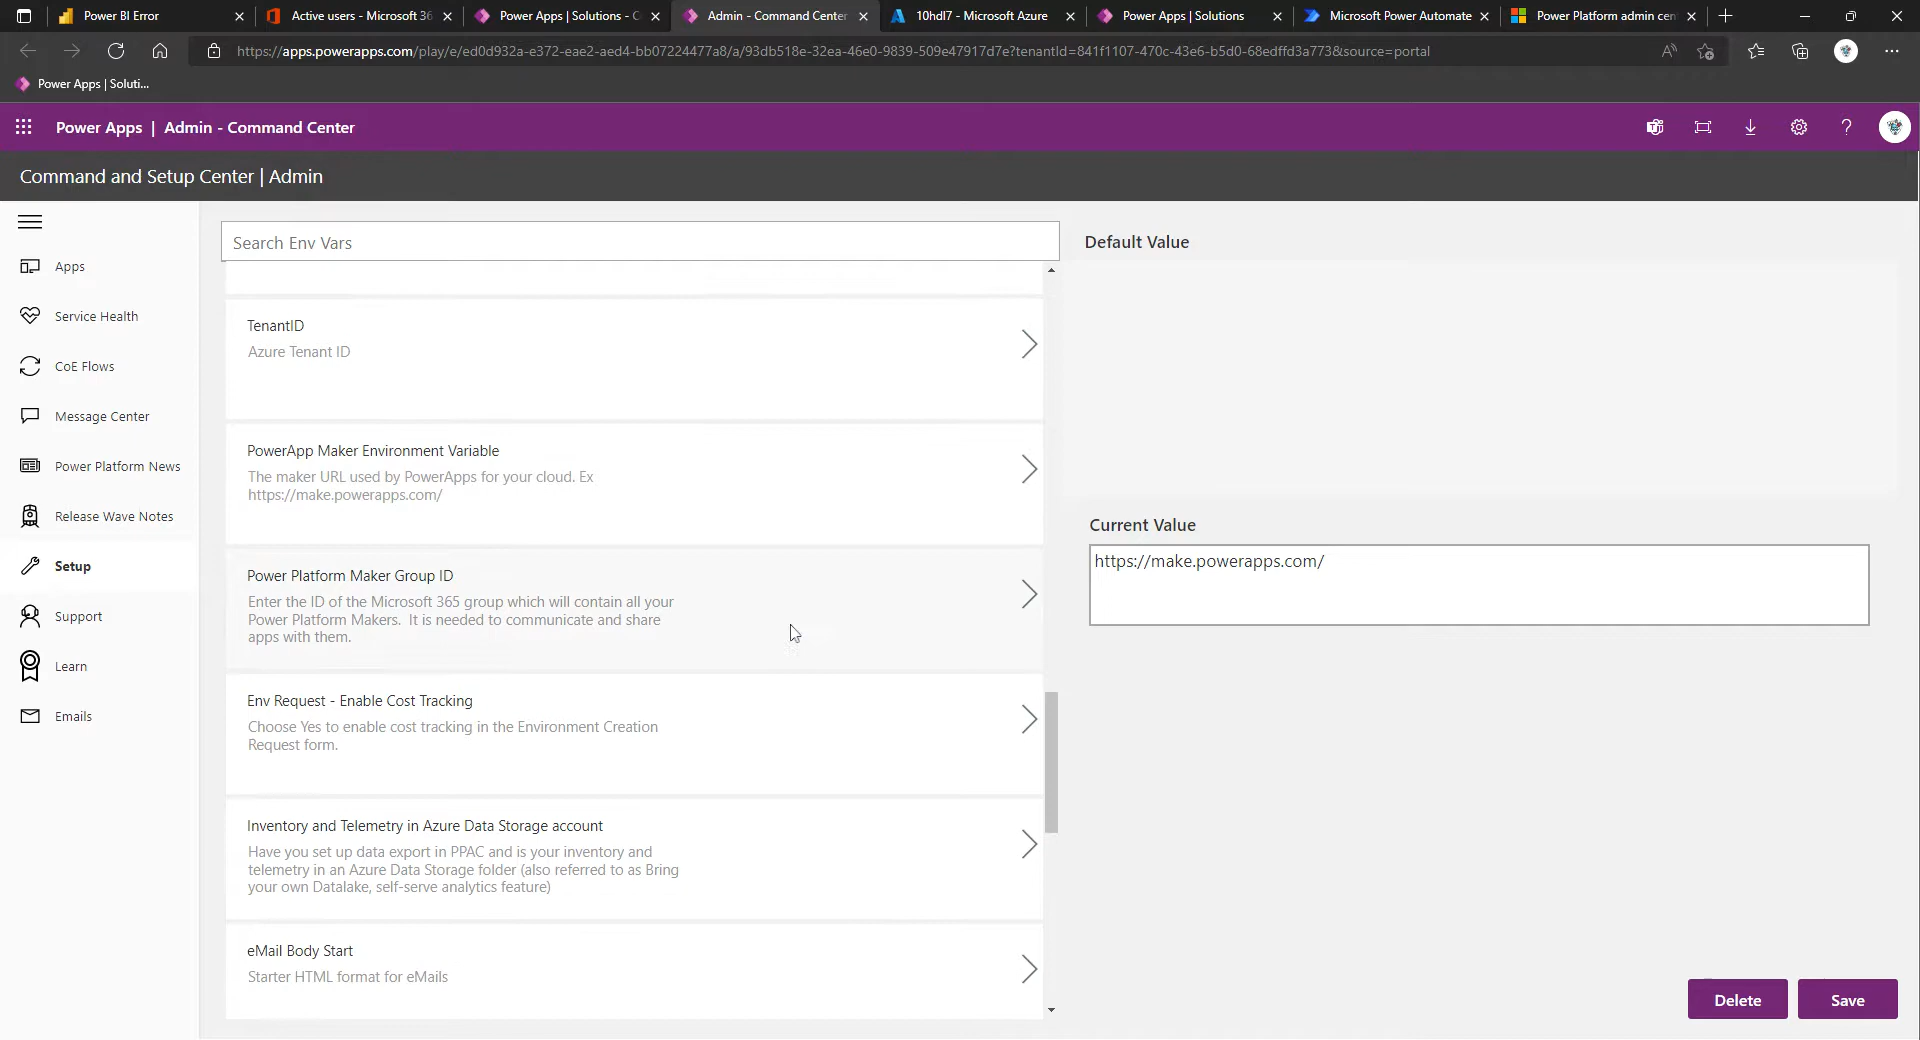 Power BI Error
Active users - Microsoft 36
Power Apps | Solutions - C
Admin - Command Center
10hdl7 - Microsoft Azure
Power Apps | Solutions
Microsoft Power Automate
Power Platform admin cen
https://apps.powerapps.com/play/e/ed0d932a-e372-eae2-aed4-bb07224477a8/a/93db518e-32ea-46e0-9839-509e47917d7e?tenantId=841f1107-470c-43e6-b5d0-68edffd3a773&source=portal
Power Apps | Soluti...
Power Apps | Admin - Command Center
Command and Setup Center | Admin
Apps
Service Health
CoE Flows
Message Center
Power Platform News
Release Wave Notes
Setup
Support
Learn
Emails
Search Env Vars
TenantID
Azure Tenant ID
PowerApp Maker Environment Variable
The maker URL used by PowerApps for your cloud. Ex
https://make.powerapps.com/
Power Platform Maker Group ID
Enter the ID of the Microsoft 365 group which will contain all your
Power Platform Makers. It is needed to communicate and share
apps with them.
Env Request - Enable Cost Tracking
Choose Yes to enable cost tracking in the Environment Creation
Request form.
Inventory and Telemetry in Azure Data Storage account
Have you set up data export in PPAC and is your inventory and
telemetry in an Azure Data Storage folder (also referred to as Bring
your own Datalake, self-serve analytics feature)
eMail Body Start
Starter HTML format for eMails
Default Value
Current Value
https://make.powerapps.com/
Delete
Save